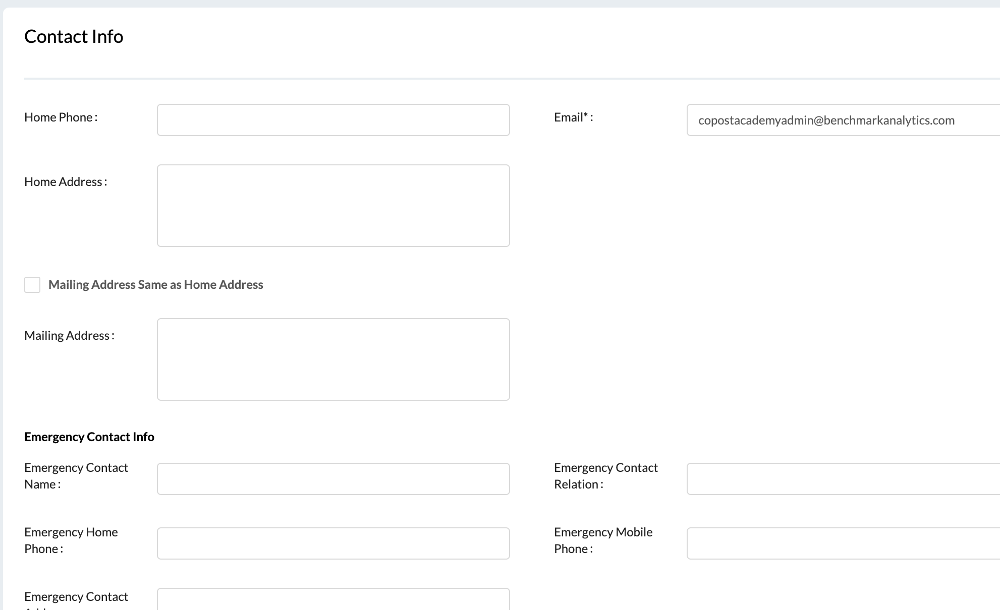 Contact Info
Home Phone :
Email* :
copostacademyadmin@benchmarkanalytics.com
Home Address :
Mailing Address Same as Home Address
Mailing Address :
Emergency Contact Info
Emergency Contact
Name :
Emergency Contact
Relation :
Emergency Home
Phone :
Emergency Mobile
Phone :
Emergency Contact